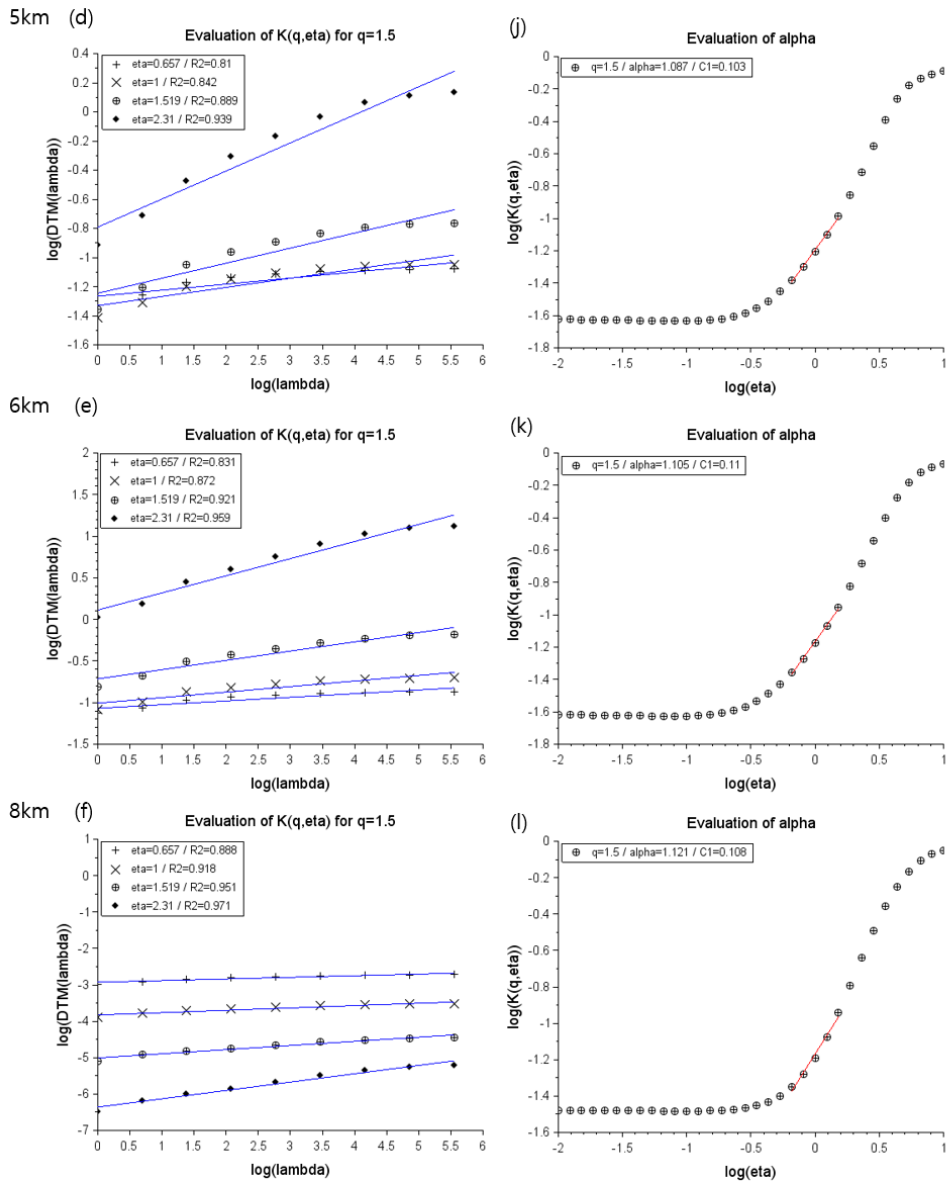 5km (d)
Evaluation of K(q,eta) for q=1.5
eta=0.657 / R2=0.81
eta=1 / R2=0.842
eta=1.519 / R2=0.889
eta=2.31 / R2=0.939
log(DTM(lambda))
0.4
0.2
0
-0.2
-0.4
-0.6
-0.8
-1
-1.2
-1.4
-1.6
0 0.5 1 1.5 2 2.5 3 3.5 4 4.5 5 5.5 6
log(lambda)
(j)
Evaluation of alpha
q=1.5 / alpha=1.087 / C1=0.103
log(K(q,eta))
0
-0.2
-0.4
-0.6
-0.8
-1
-1.2
-1.4
-1.6
-1.8
-2 -1.5 -1 -0.5 0 0.5 1
log(eta)
6km (e)
Evaluation of K(q,eta) for q=1.5
eta=0.657 / R2=0.831
eta=1 / R2=0.872
eta=1.519 / R2=0.921
eta=2.31 / R2=0.959
log(DTM(lambda))
2
1.5
1
0.5
0
-0.5
-1
-1.5
0 0.5 1 1.5 2 2.5 3 3.5 4 4.5 5 5.5 6
log(lambda)
(k)
Evaluation of alpha
q=1.5 / alpha=1.105 / C1=0.11
log(K(q,eta))
0
-0.2
-0.4
-0.6
-0.8
-1
-1.2
-1.4
-1.6
-1.8
-2 -1.5 -1 -0.5 0 0.5 1
log(eta)
8km (f)
Evaluation of K(q,eta) for q=1.5
eta=0.657 / R2=0.888
eta=1 / R2=0.918
eta=1.519 / R2=0.951
eta=2.31 / R2=0.971
log(DTM(lambda))
1
0
-1
-2
-3
-4
-5
-6
-7
0 0.5 1 1.5 2 2.5 3 3.5 4 4.5 5 5.5 6
log(lambda)
(l)
Evaluation of alpha
q=1.5 / alpha=1.121 / C1=0.108
log(K(q,eta))
0
-0.2
-0.4
-0.6
-0.8
-1
-1.2
-1.4
-1.6
-2 -1.5 -1 -0.5 0 0.5 1
log(eta)